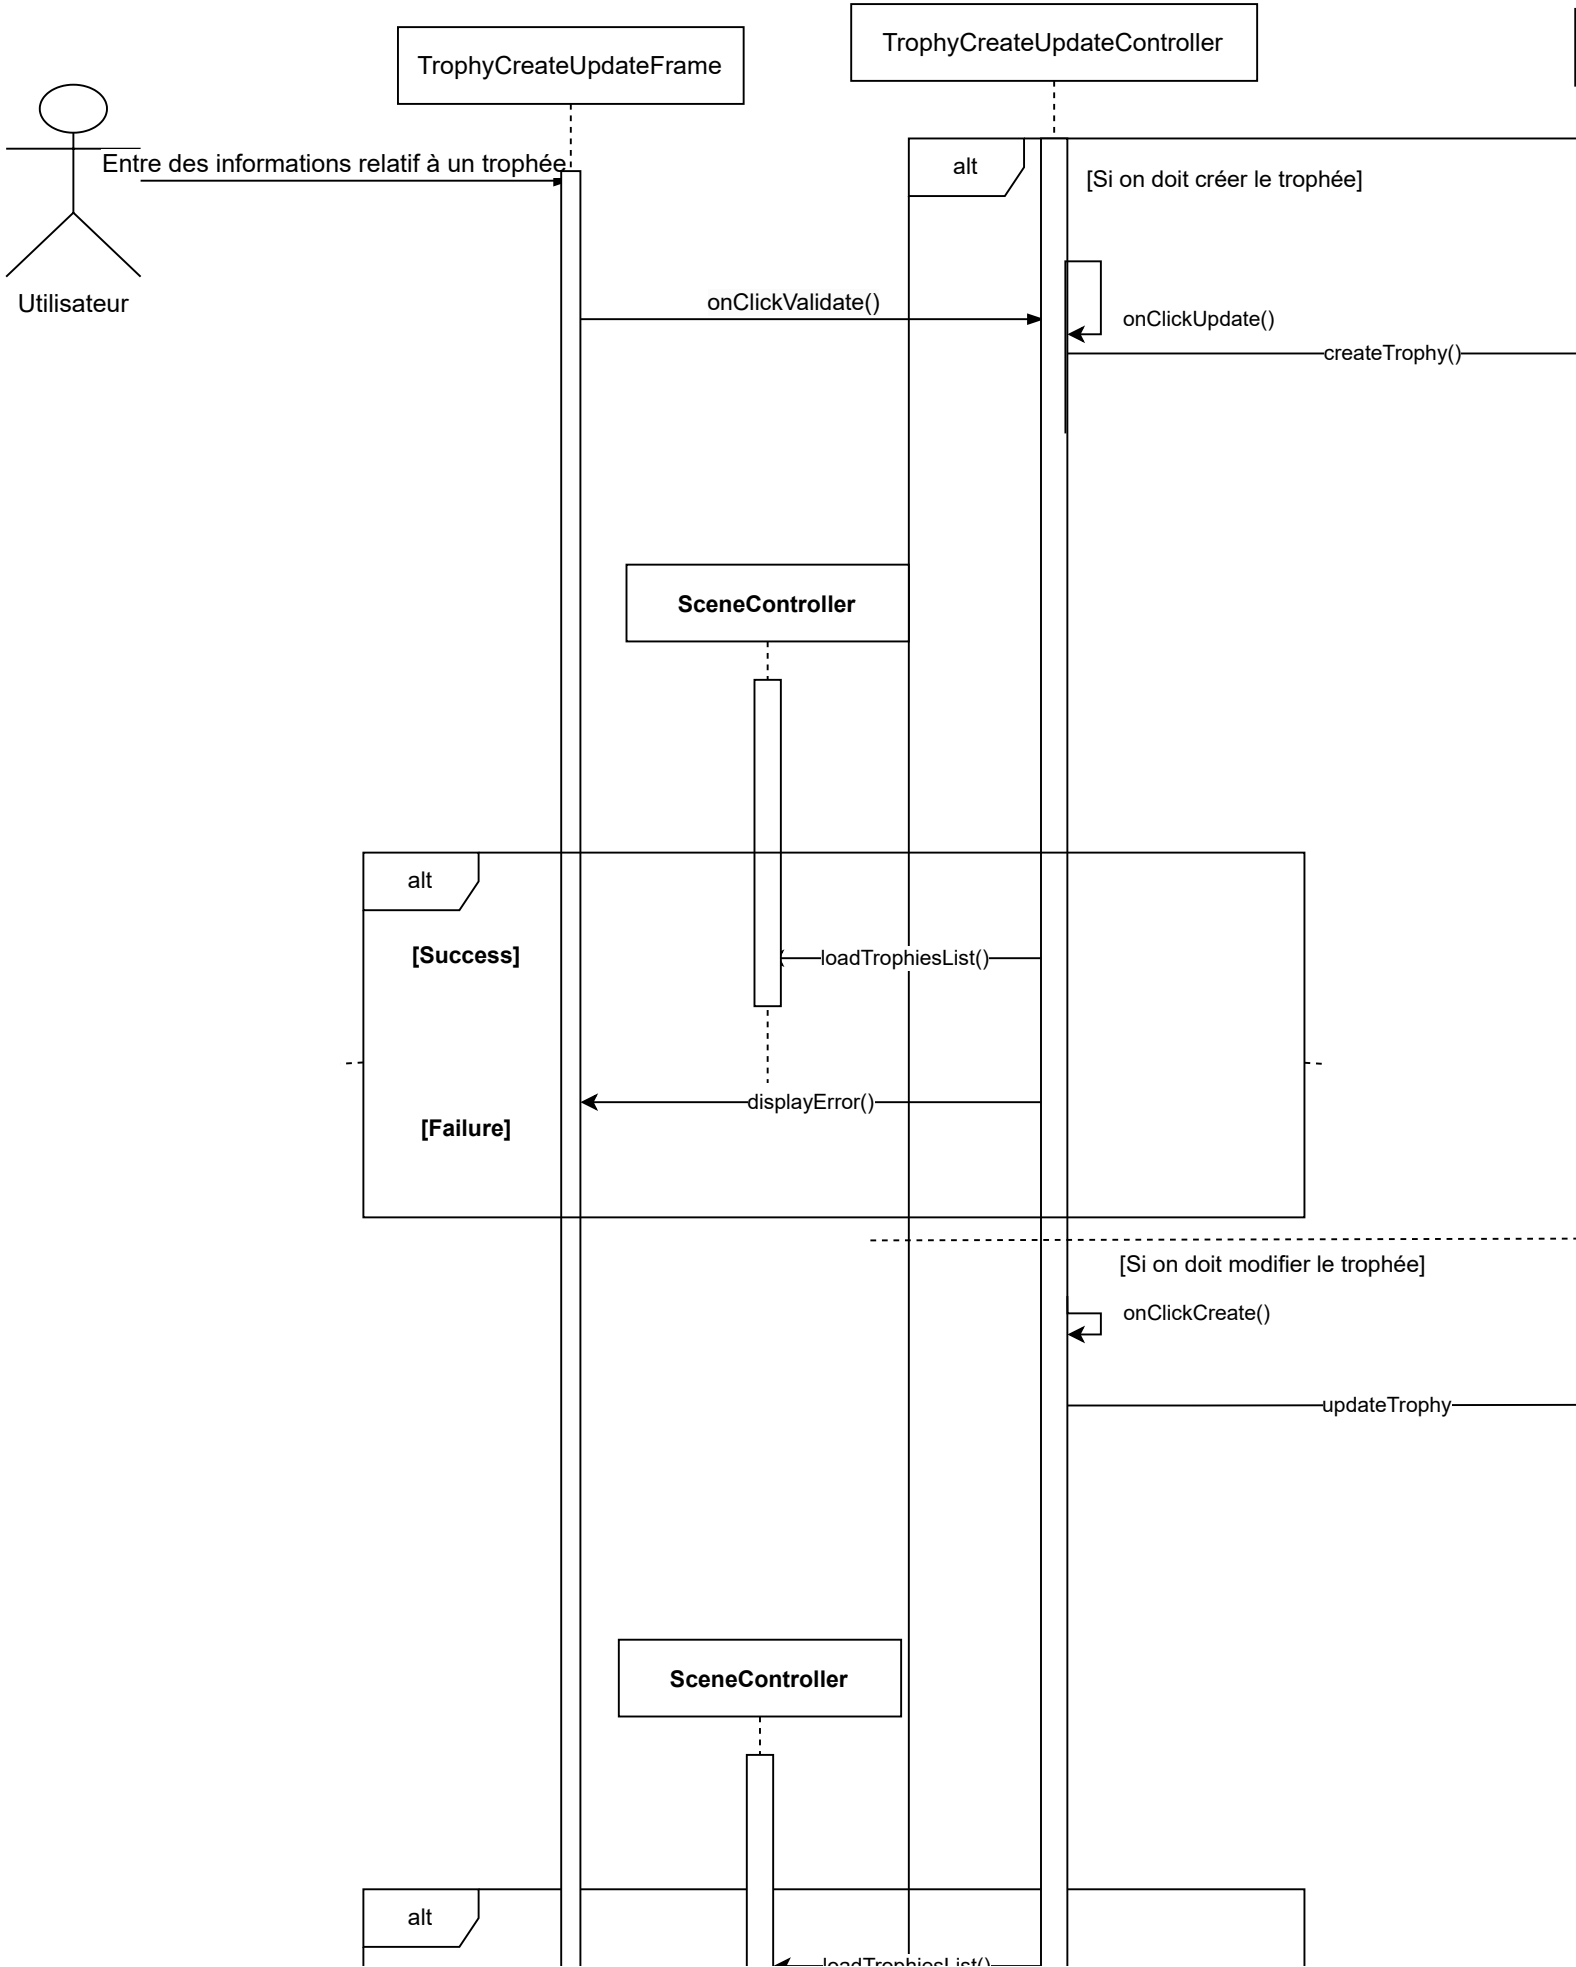 TrophyCreateUpdateController
TrophyCreateUpdateFrame
Entre des informations relatif à un trophée
alt
[Si on doit créer le trophée]
Utilisateur
onClickValidate()
onClickUpdate()
createTrophy()
SceneController
alt
[Success]
loadTrophiesList()
displayError()
[Failure]
[Si on doit modifier le trophée]
onClickCreate()
updateTrophy
SceneController
alt
loadTrophiesList()